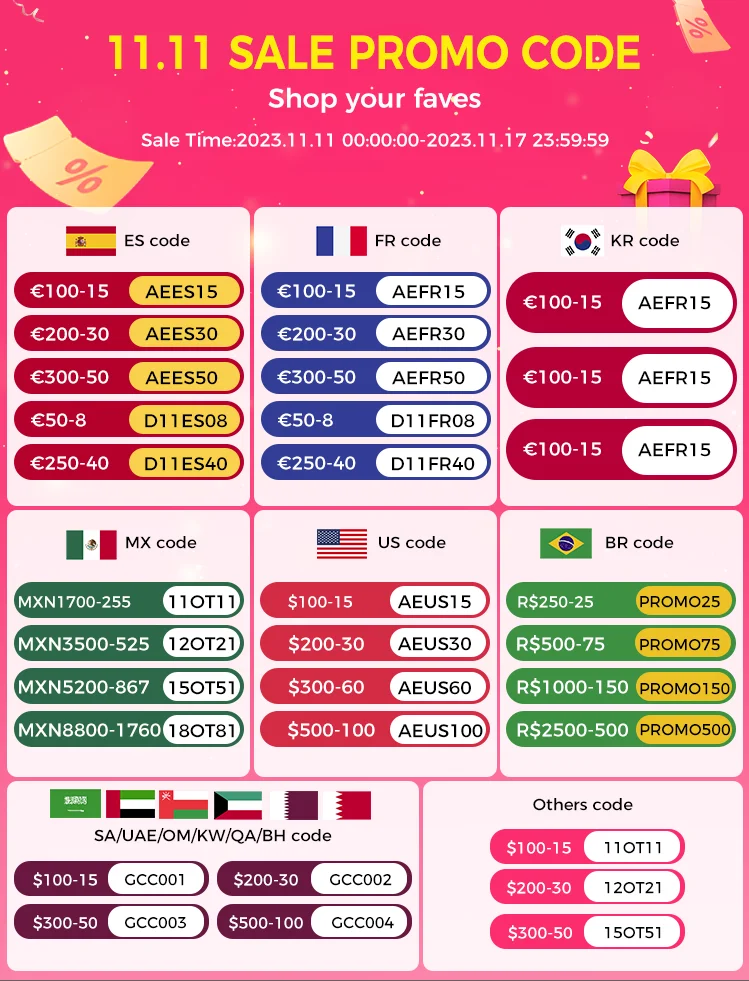 11.11 SALE PROMO CODE
Shop your faves
Sale Time:2023.11.11 00:00:00-2023.11.17 23:59:59
%
%
ES code
€100-15 AEES15
€200-30 AEES30
€300-50 AEES50
€50-8 D11ES08
€250-40 D11ES40
FR code
€100-15 AEFR15
€200-30 AEFR30
€300-50 AEFR50
€50-8 D11FR08
€250-40 D11FR40
KR code
€100-15 AEFR15
€100-15 AEFR15
€100-15 AEFR15
MX code
MXN1700-255 11OT11
MXN3500-525 12OT21
MXN5200-867 15OT51
MXN8800-1760 18OT81
US code
$100-15 AEUS15
$200-30 AEUS30
$300-60 AEUS60
$500-100 AEUS100
BR code
R$250-25 PROMO25
R$500-75 PROMO75
R$1000-150 PROMO150
R$2500-500 PROMO500
SA/UAE/OM/KW/QA/BH code
$100-15 GCC001
$200-30 GCC002
$300-50 GCC003
$500-100 GCC004
Others code
$100-15 11OT11
$200-30 12OT21
$300-50 15OT51